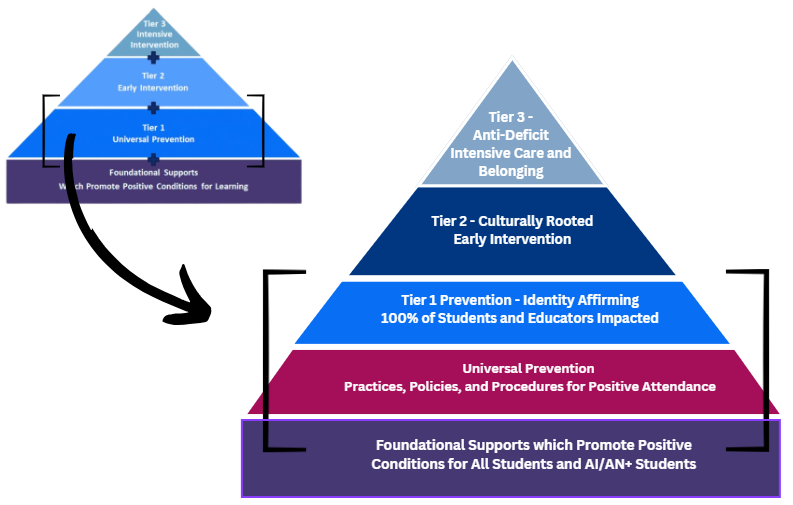 Tier 3
Intensive
Intervention
Tier 2
Early Intervention
Tier 1
Universal Prevention
Foundational Supports
Which Promote Positive Conditions for Learning
Tier 3 -
Anti-Deficit
Intensive Care and
Belonging
Tier 2 - Culturally Rooted
Early Intervention
Tier 1 Prevention - Identity Affirming
100% of Students and Educators Impacted
Universal Prevention
Practices, Policies, and Procedures for Positive Attendance
Foundational Supports which Promote Positive
Conditions for All Students and AI/AN+ Students